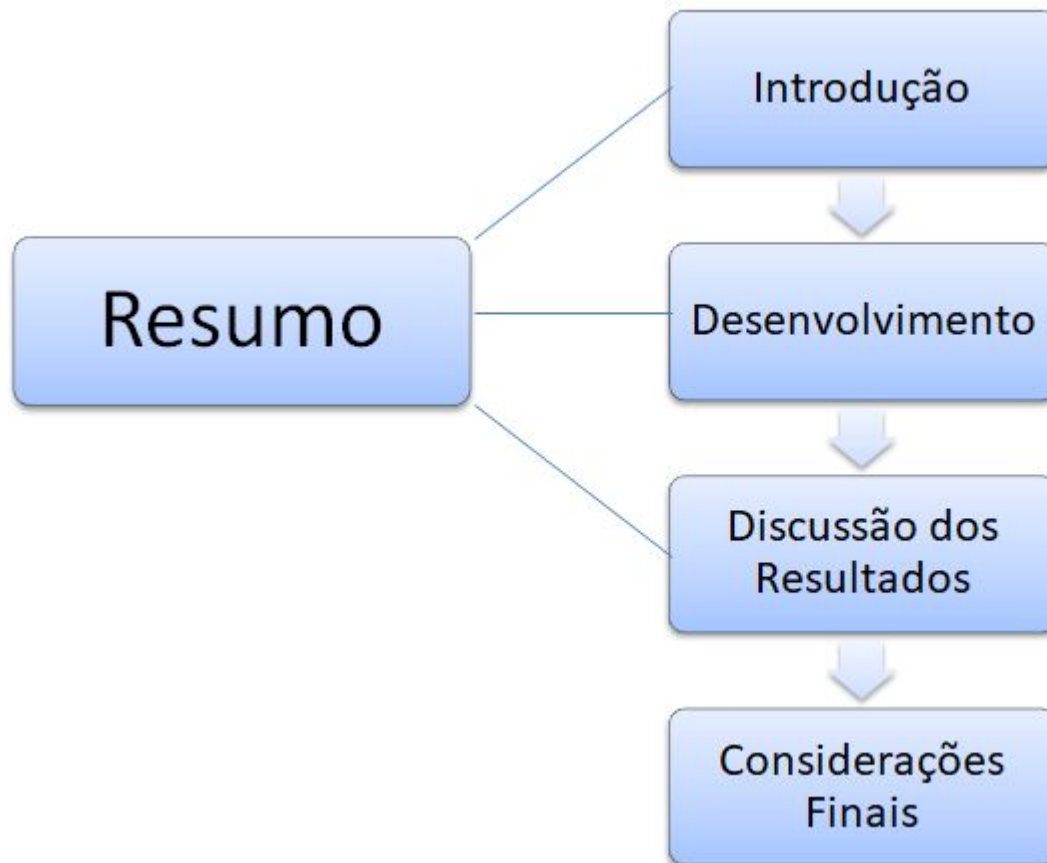 Resumo
Introdução
Desenvolvimento
Discussão dos
Resultados
Considerações
Finais